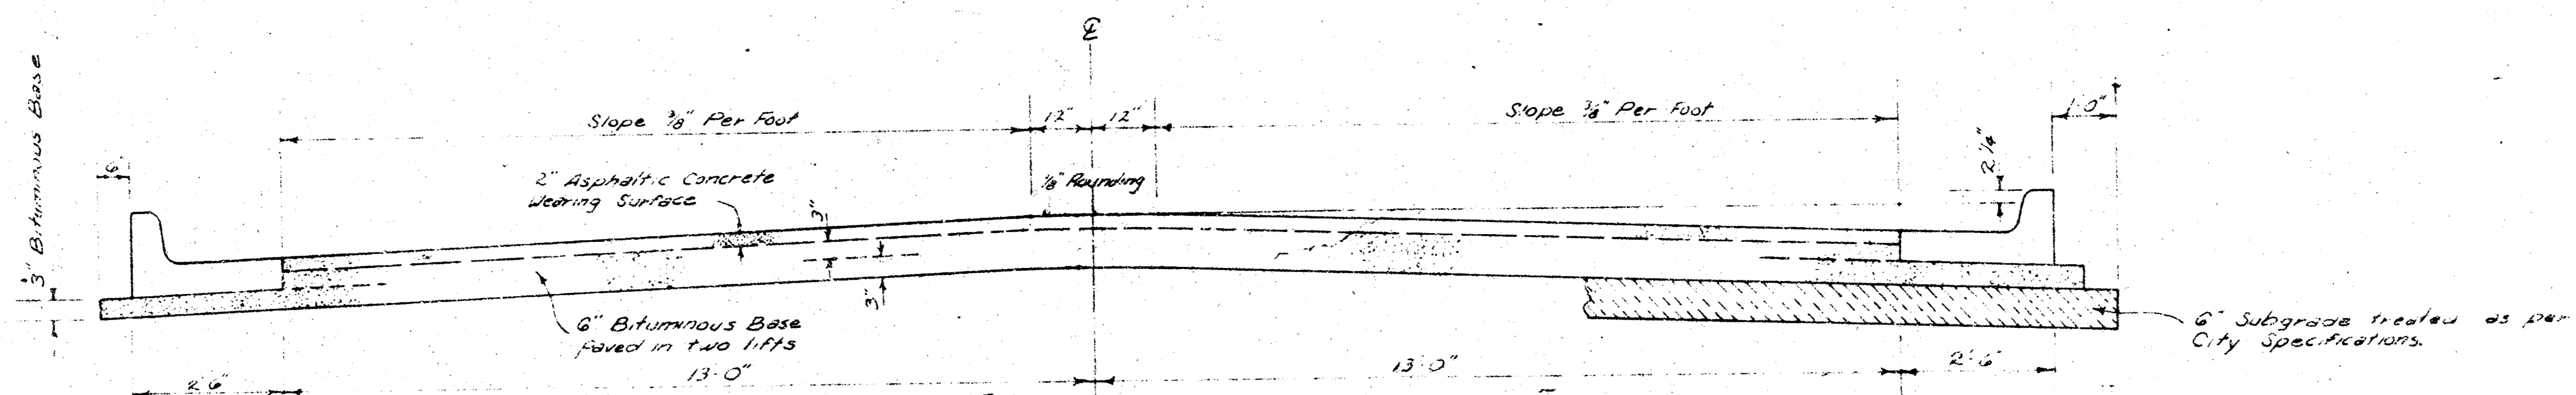 ℄
3" Bituminous Base
Slope 3/8" Per Foot
12"
12"
Slope 3/8" Per Foot
1'-0"
6"
2 1/4"
2" Asphaltic Concrete
Wearing Surface
1/8" Rounding
3"
3"
6" Bituminous Base
Paved in two lifts
6" Subgrade treated as per
City Specifications.
2'-6"
13'-0"
13'-0"
2'-6"